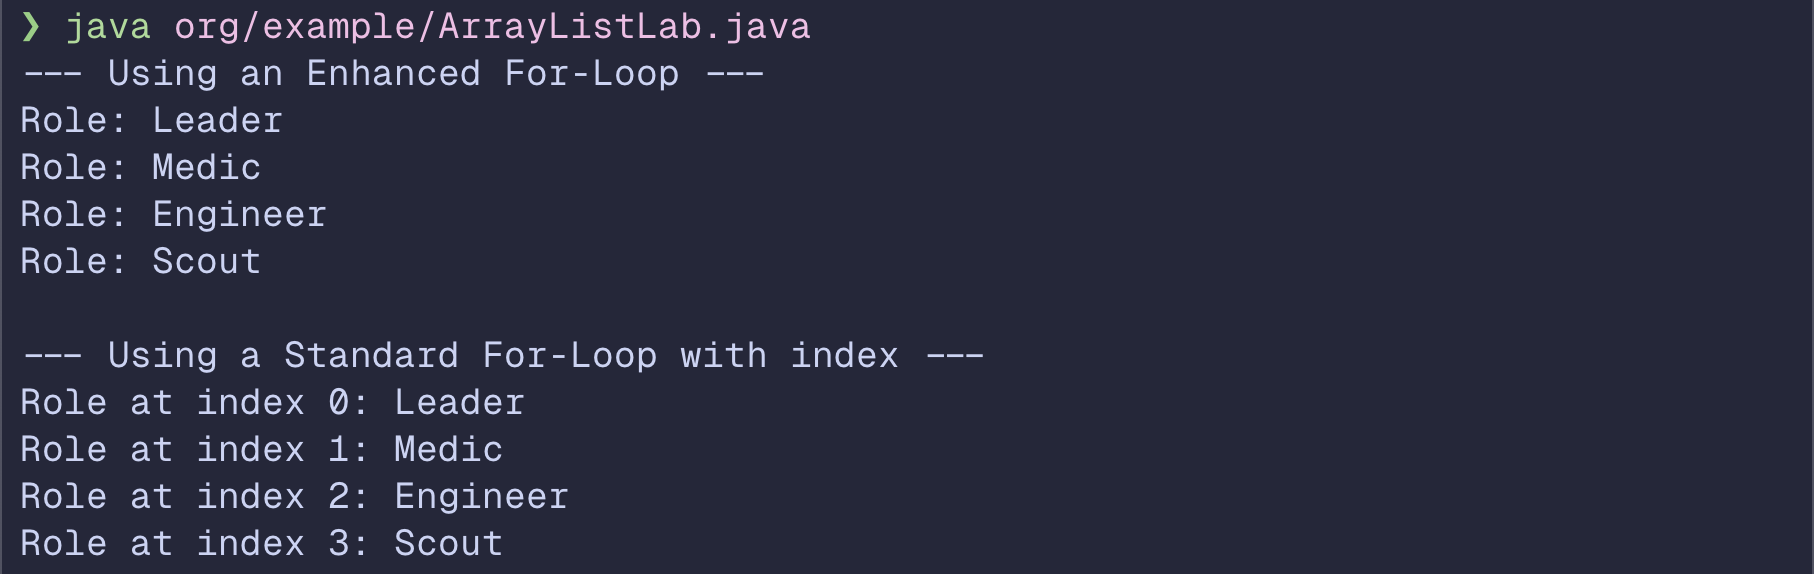 ❯ java org/example/ArrayListLab.java
--- Using an Enhanced For-Loop ---
Role: Leader
Role: Medic
Role: Engineer
Role: Scout

--- Using a Standard For-Loop with index ---
Role at index 0: Leader
Role at index 1: Medic
Role at index 2: Engineer
Role at index 3: Scout